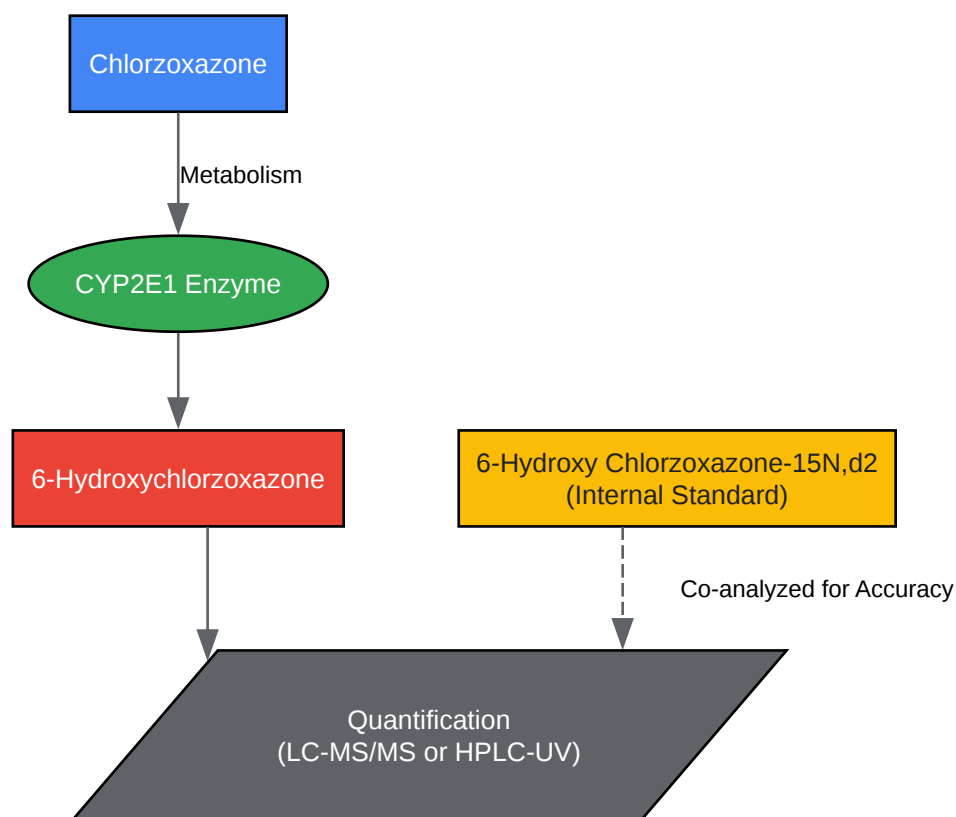 Chlorzoxazone
Metabolism
CYP2E1 Enzyme
6-Hydroxychlorzoxazone
6-Hydroxy Chlorzoxazone-15N,d2
(Internal Standard)
Co-analyzed for Accuracy
Quantification
(LC-MS/MS or HPLC-UV)